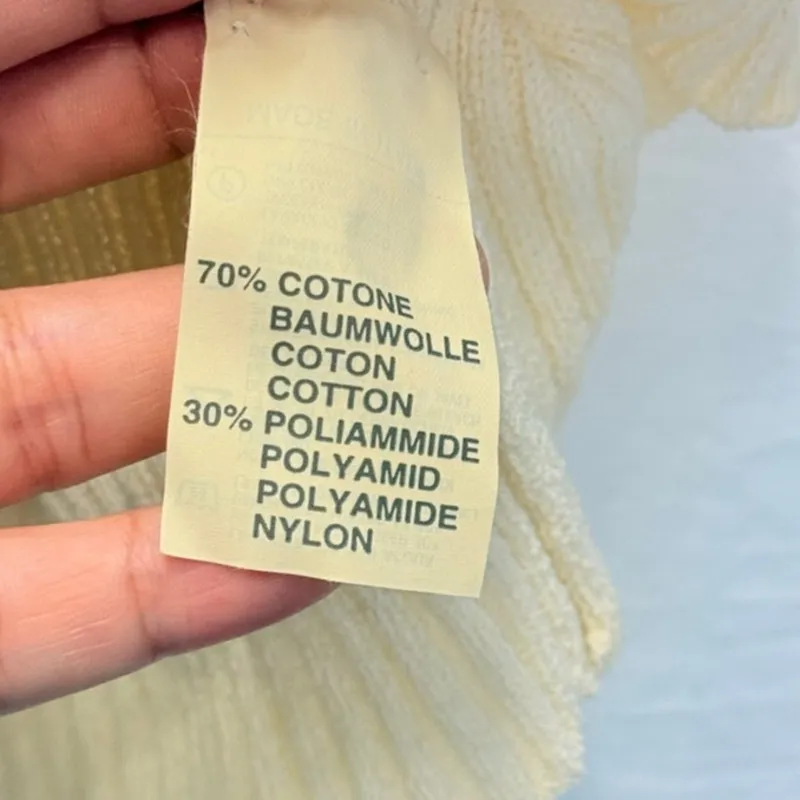 70% COTONE
BAUMWOLLE
COTON
COTTON
30% POLIAMMIDE
POLYAMID
POLYAMIDE
NYLON